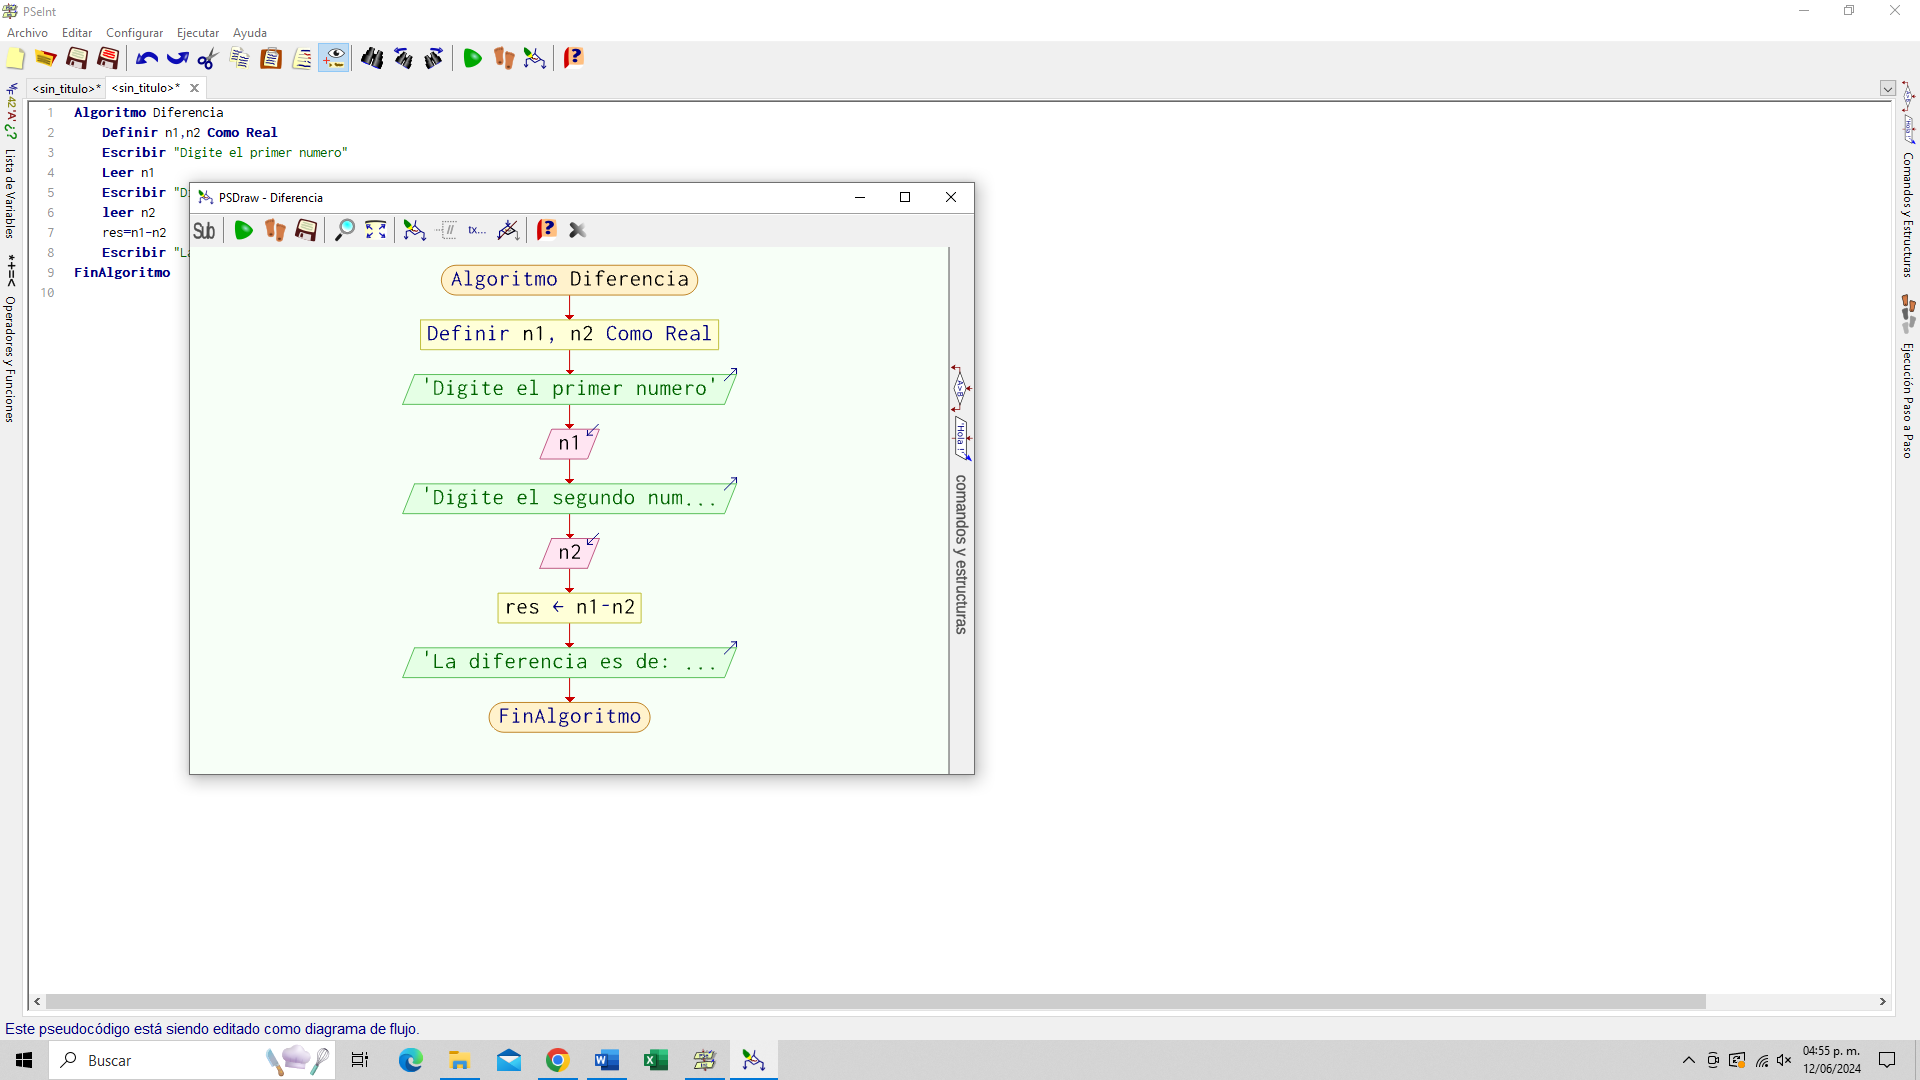 PSeInt
Archivo Editar Configurar Ejecutar Ayuda
<sin_titulo>* <sin_titulo>*
1 Algoritmo Diferencia
2 Definir n1,n2 Como Real
3 Escribir "Digite el primer numero"
4 Leer n1
5 Escribir "Di
6 leer n2
7 res=n1-n2
8 Escribir "La
9 FinAlgoritmo
10
Lista de Variables
*+=<
Operadores y Funciones
PSDraw - Diferencia
Sub
tx...
Algoritmo Diferencia
Definir n1, n2 Como Real
'Digite el primer numero'
n1
'Digite el segundo num...
n2
res ← n1-n2
'La diferencia es de: ...
FinAlgoritmo
A>B
'Hola !'
comandos y estructuras
Comandos y Estructuras
Ejecución Paso a Paso
Este pseudocódigo está siendo editado como diagrama de flujo.
Buscar
04:55 p. m.
12/06/2024